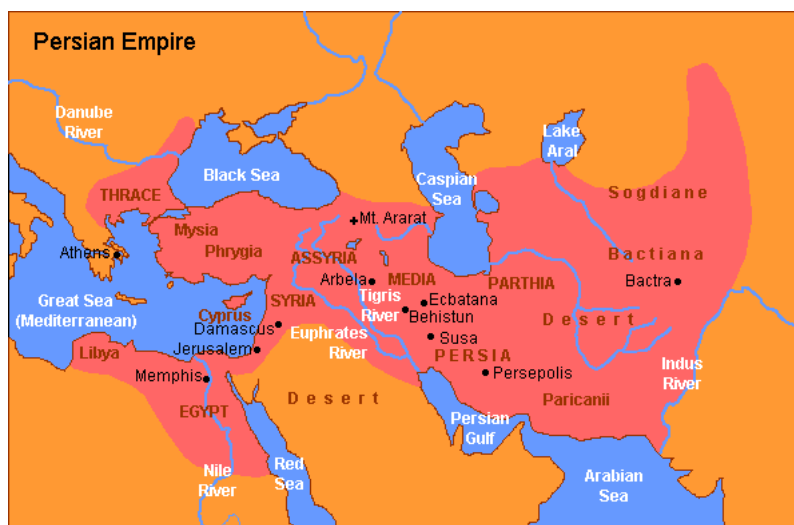 Persian Empire
Danube
River
Black Sea
Caspian
Sea
Lake
Aral
Sogdiane
THRACE
Mt. Ararat
Mysia
Phrygia
Athens
ASSYRIA
Bactiana
Arbela
MEDIA
PARTHIA
Bactra
Great Sea
(Mediterranean)
Cyprus
SYRIA
Tigris
River
Ecbatana
Behistun
Desert
Damascus
Euphrates
River
Susa
Libya
Jerusalem
PERSIA
Indus
River
Memphis
Persepolis
EGYPT
Desert
Persian
Gulf
Paricanii
Nile
River
Red
Sea
Arabian
Sea